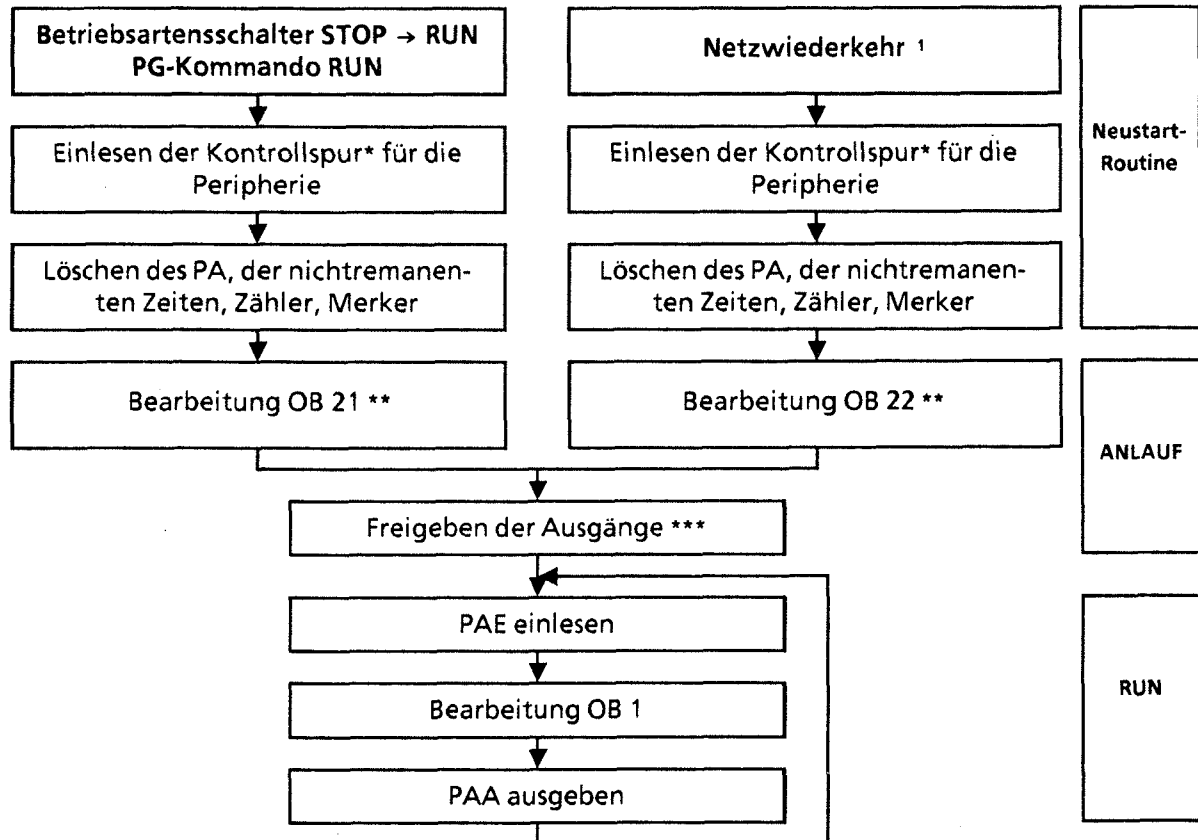 Betriebsartensschalter STOP → RUN
PG-Kommando RUN
Netzwiederkehr ¹
Neustart-
Routine
Einlesen der Kontrollspur* für die
Peripherie
Einlesen der Kontrollspur* für die
Peripherie
Löschen des PA, der nichtremanen-
ten Zeiten, Zähler, Merker
Löschen des PA, der nichtremanen-
ten Zeiten, Zähler, Merker
Bearbeitung OB 21 **
Bearbeitung OB 22 **
ANLAUF
Freigeben der Ausgänge ***
PAE einlesen
Bearbeitung OB 1
RUN
PAA ausgeben